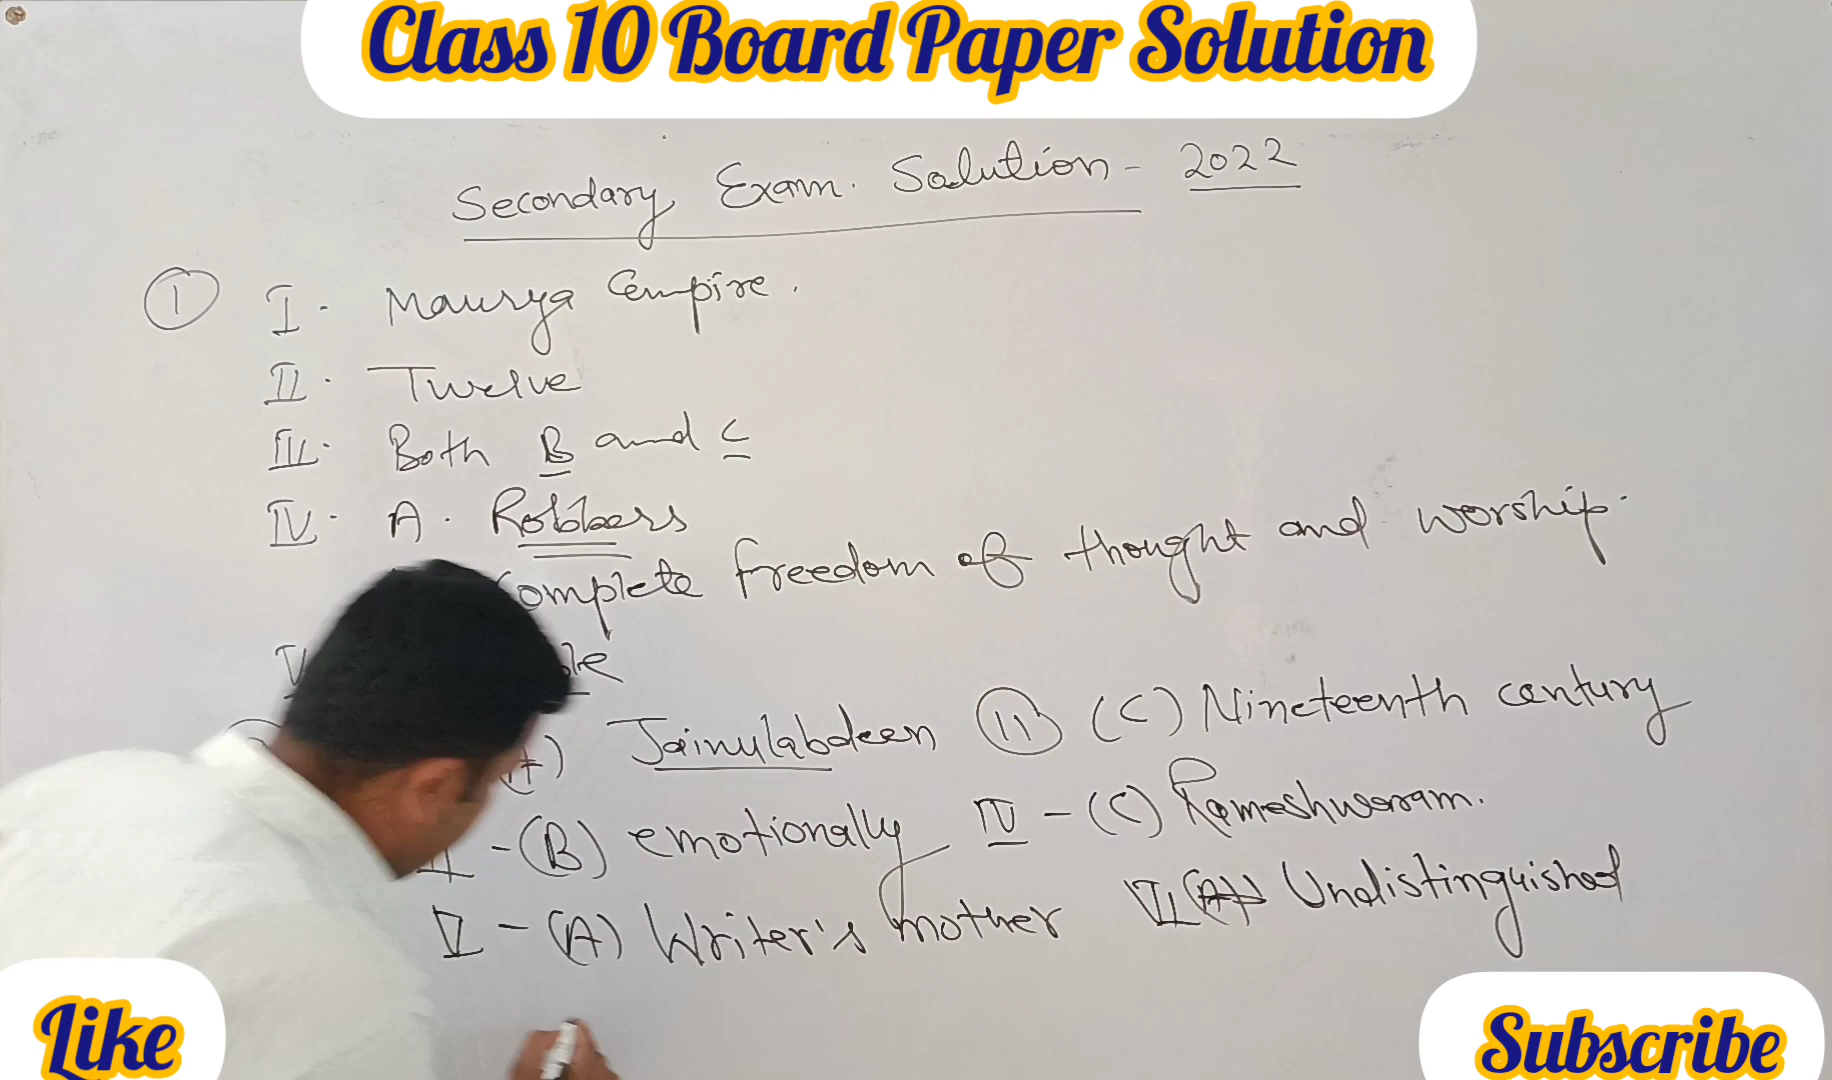 Class 10 Board Paper Solution
Secondary Exam. Solution - 2022
1 I. Maurya Empire.
II. Twelve
III. Both B and C
IV. A. Robbers
complete freedom of thought and worship.
Jainulabdeen II (C) Nineteenth century
- (B) emotionally IV - (C) Rameshwaram.
V - (A) Writer's mother VI (A) Undistinguished
Like
Subscribe